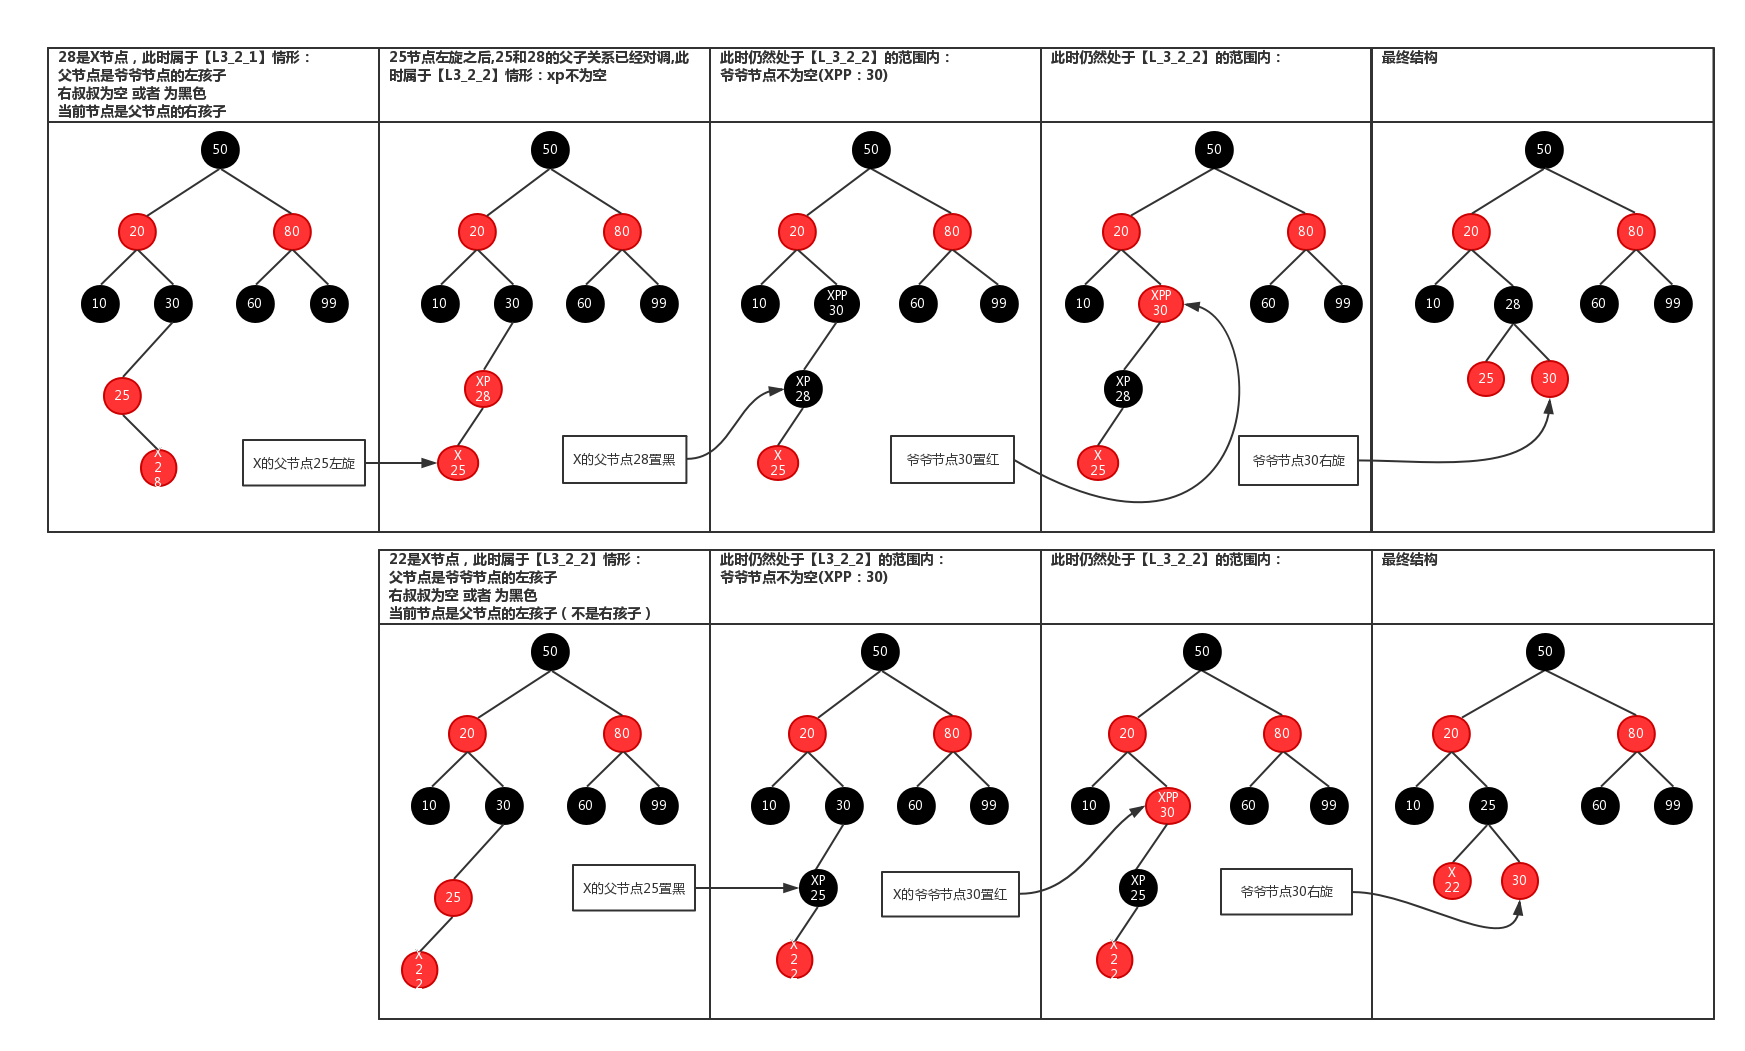 28是X节点，此时属于【L3_2_1】情形：
父节点是爷爷节点的左孩子
右叔叔为空 或者 为黑色
当前节点是父节点的右孩子
50
20
80
10
30
60
99
25
X
2
8
X的父节点25左旋
25节点左旋之后,25和28的父子关系已经对调,此
时属于【L3_2_2】情形：xp不为空
50
20
80
10
30
60
99
XP
28
X
25
X的父节点28置黑
此时仍然处于【L_3_2_2】的范围内：
爷爷节点不为空(XPP：30)
50
20
80
10
XPP
30
60
99
XP
28
X
25
爷爷节点30置红
此时仍然处于【L_3_2_2】的范围内：
50
20
80
10
XPP
30
60
99
XP
28
X
25
爷爷节点30右旋
最终结构
50
20
80
10
28
60
99
25
30
22是X节点，此时属于【L3_2_2】情形：
父节点是爷爷节点的左孩子
右叔叔为空 或者 为黑色
当前节点是父节点的左孩子（不是右孩子）
50
20
80
10
30
60
99
25
X
2
2
X的父节点25置黑
此时仍然处于【L3_2_2】的范围内：
爷爷节点不为空(XPP：30)
50
20
80
10
30
60
99
XP
25
X
2
2
X的爷爷节点30置红
此时仍然处于【L_3_2_2】的范围内：
50
20
80
10
XPP
30
60
99
XP
25
X
2
2
爷爷节点30右旋
最终结构
50
20
80
10
25
60
99
X
22
30